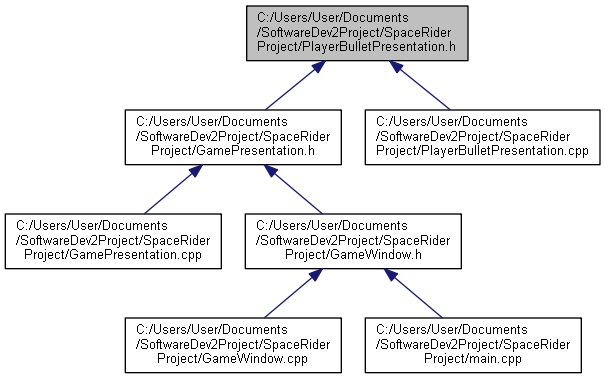 C:/Users/User/Documents
/SoftwareDev2Project/SpaceRider
Project/PlayerBulletPresentation.h
C:/Users/User/Documents
/SoftwareDev2Project/SpaceRider
Project/GamePresentation.h
C:/Users/User/Documents
/SoftwareDev2Project/SpaceRider
Project/PlayerBulletPresentation.cpp
C:/Users/User/Documents
/SoftwareDev2Project/SpaceRider
Project/GamePresentation.cpp
C:/Users/User/Documents
/SoftwareDev2Project/SpaceRider
Project/GameWindow.h
C:/Users/User/Documents
/SoftwareDev2Project/SpaceRider
Project/GameWindow.cpp
C:/Users/User/Documents
/SoftwareDev2Project/SpaceRider
Project/main.cpp